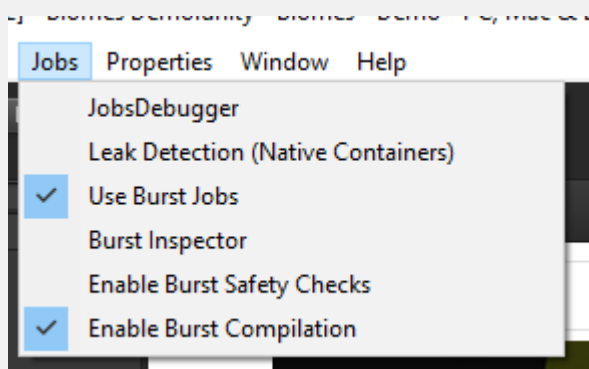 Jobs Properties Window Help
JobsDebugger
Leak Detection (Native Containers)
Use Burst Jobs
Burst Inspector
Enable Burst Safety Checks
Enable Burst Compilation